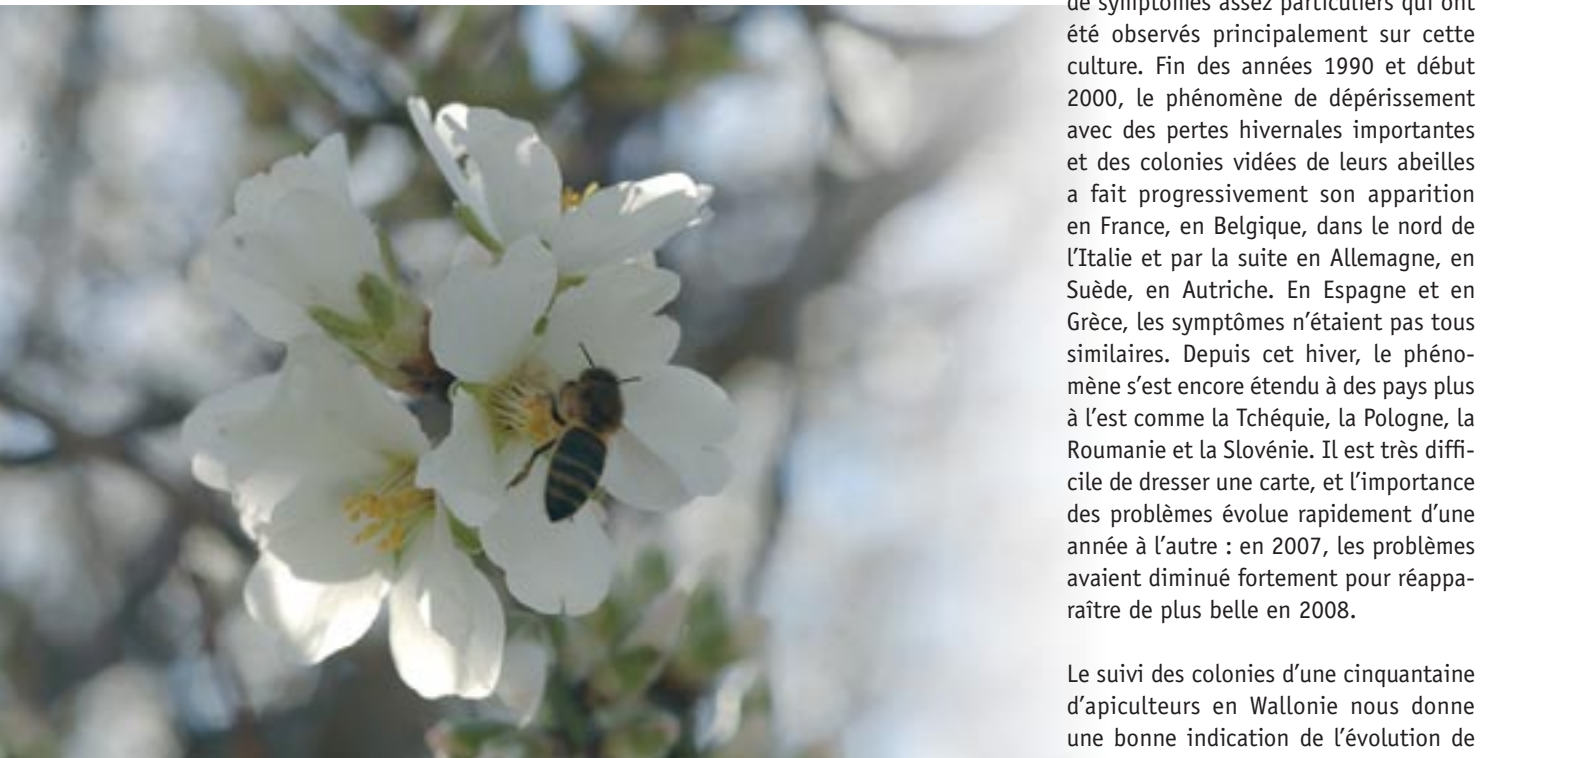 de symptômes assez particuliers qui ont
été observés principalement sur cette
culture. Fin des années 1990 et début
2000, le phénomène de dépérissement
avec des pertes hivernales importantes
et des colonies vidées de leurs abeilles
a fait progressivement son apparition
en France, en Belgique, dans le nord de
l’Italie et par la suite en Allemagne, en
Suède, en Autriche. En Espagne et en
Grèce, les symptômes n’étaient pas tous
similaires. Depuis cet hiver, le phéno-
mène s’est encore étendu à des pays plus
à l’est comme la Tchéquie, la Pologne, la
Roumanie et la Slovénie. Il est très diffi-
cile de dresser une carte, et l’importance
des problèmes évolue rapidement d’une
année à l’autre : en 2007, les problèmes
avaient diminué fortement pour réappa-
raître de plus belle en 2008.
Le suivi des colonies d’une cinquantaine
d’apiculteurs en Wallonie nous donne
une bonne indication de l’évolution de